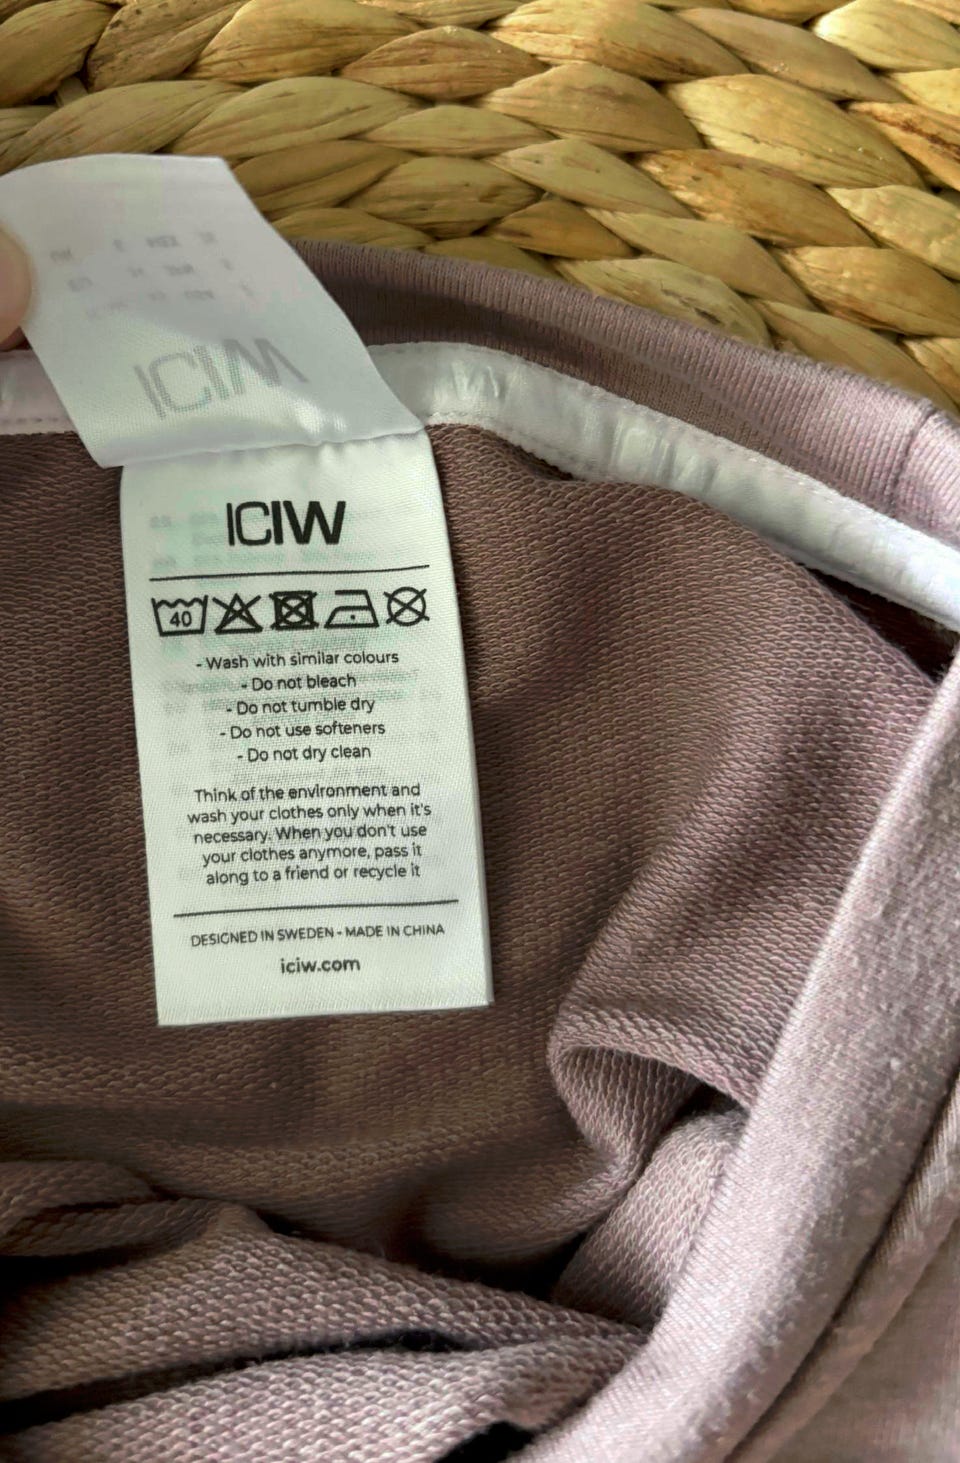 ICIW
ICIW
40
- Wash with similar colours
- Do not bleach
- Do not tumble dry
- Do not use softeners
- Do not dry clean
Think of the environment and
wash your clothes only when it's
necessary. When you don't use
your clothes anymore, pass it
along to a friend or recycle it
DESIGNED IN SWEDEN - MADE IN CHINA
iciw.com